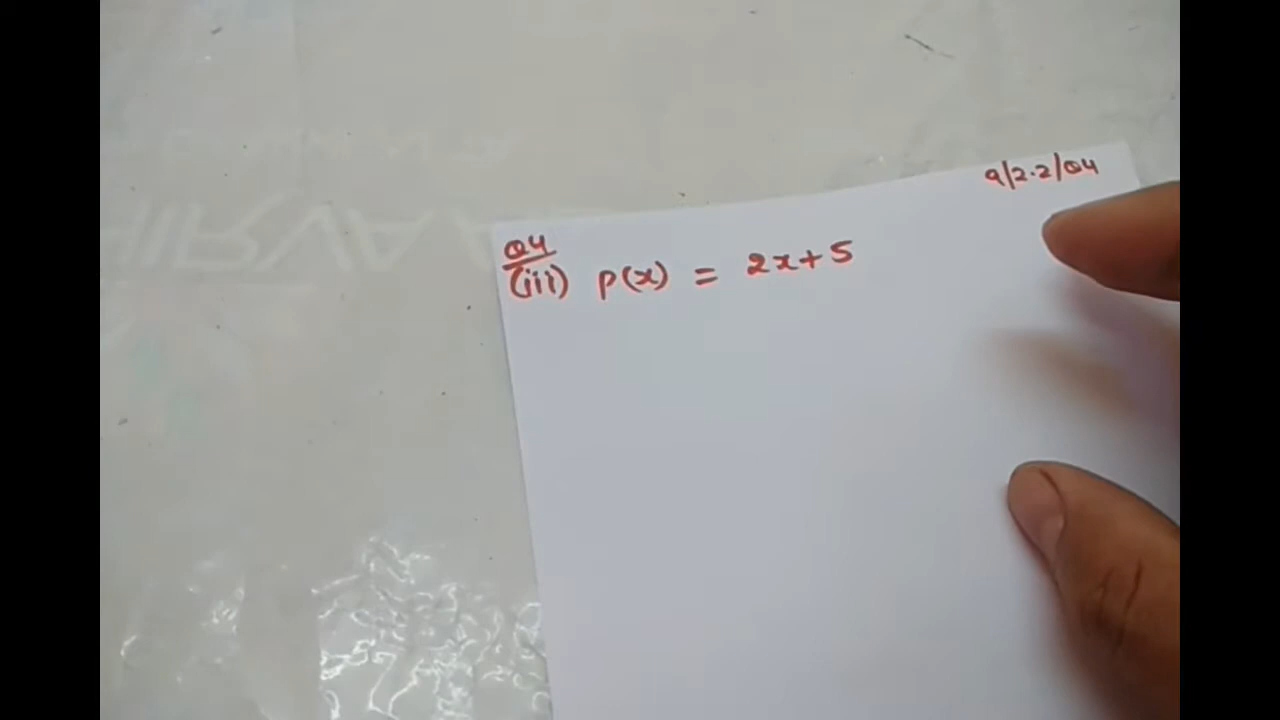 9/2.2/Q4
Q4
(iii) p(x) = 2x+5